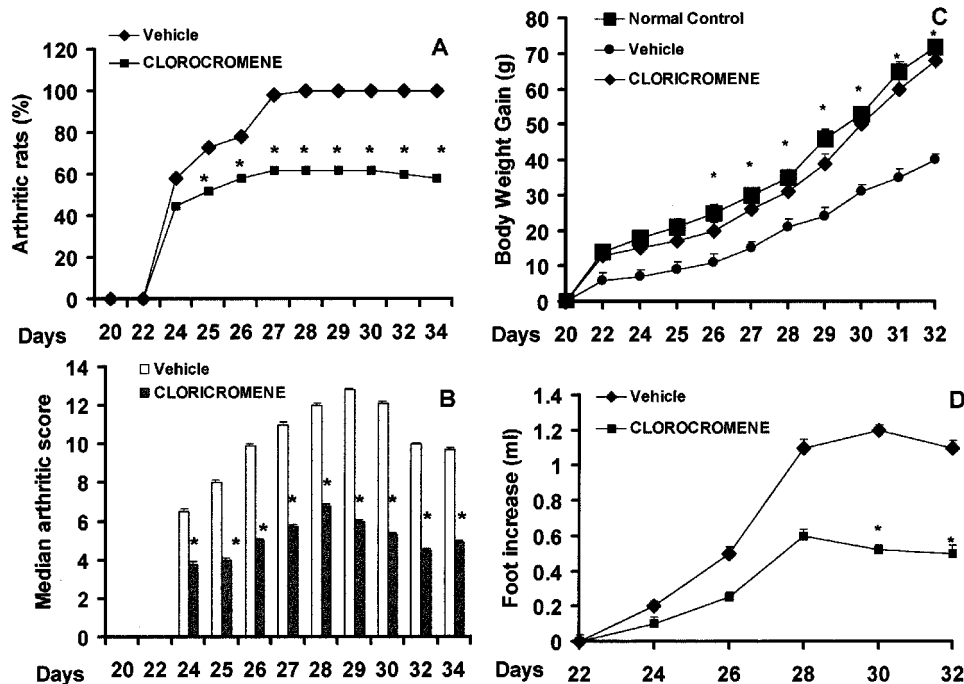 Vehicle
CLOROCROMENE
A
Arthritic rats (%)
120
100
80
60
40
20
0
* * * * * * * * *
Days 20 22 24 25 26 27 28 29 30 32 34
Vehicle
CLORICROMENE
B
Median arthritic score
14
12
10
8
6
4
2
0
* * * * * * * * *
Days 20 22 24 25 26 27 28 29 30 32 34
Normal Control
Vehicle
CLORICROMENE
C
Body Weight Gain (g)
80
70
60
50
40
30
20
10
0
* * * * * * *
Days 20 22 24 25 26 27 28 29 30 31 32
Vehicle
CLOROCROMENE
D
Foot increase (ml)
1.4
1.2
1
0.8
0.6
0.4
0.2
0
* *
Days 22 24 26 28 30 32